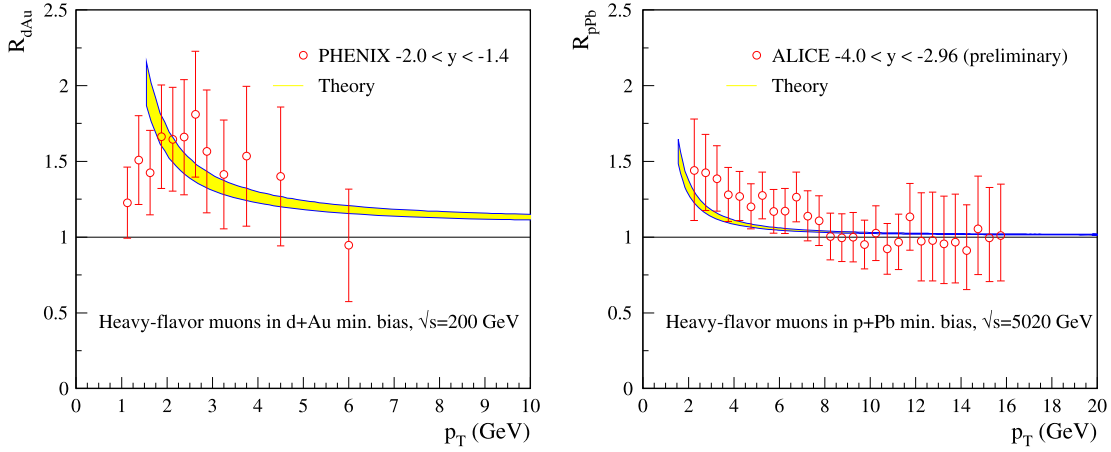 R_dAu
2.5
2
1.5
1
0.5
0
PHENIX -2.0 < y < -1.4
Theory
Heavy-flavor muons in d+Au min. bias, √s=200 GeV
0 1 2 3 4 5 6 7 8 9 10
p_T (GeV)
R_pPb
2.5
2
1.5
1
0.5
0
ALICE -4.0 < y < -2.96 (preliminary)
Theory
Heavy-flavor muons in p+Pb min. bias, √s=5020 GeV
0 2 4 6 8 10 12 14 16 18 20
p_T (GeV)